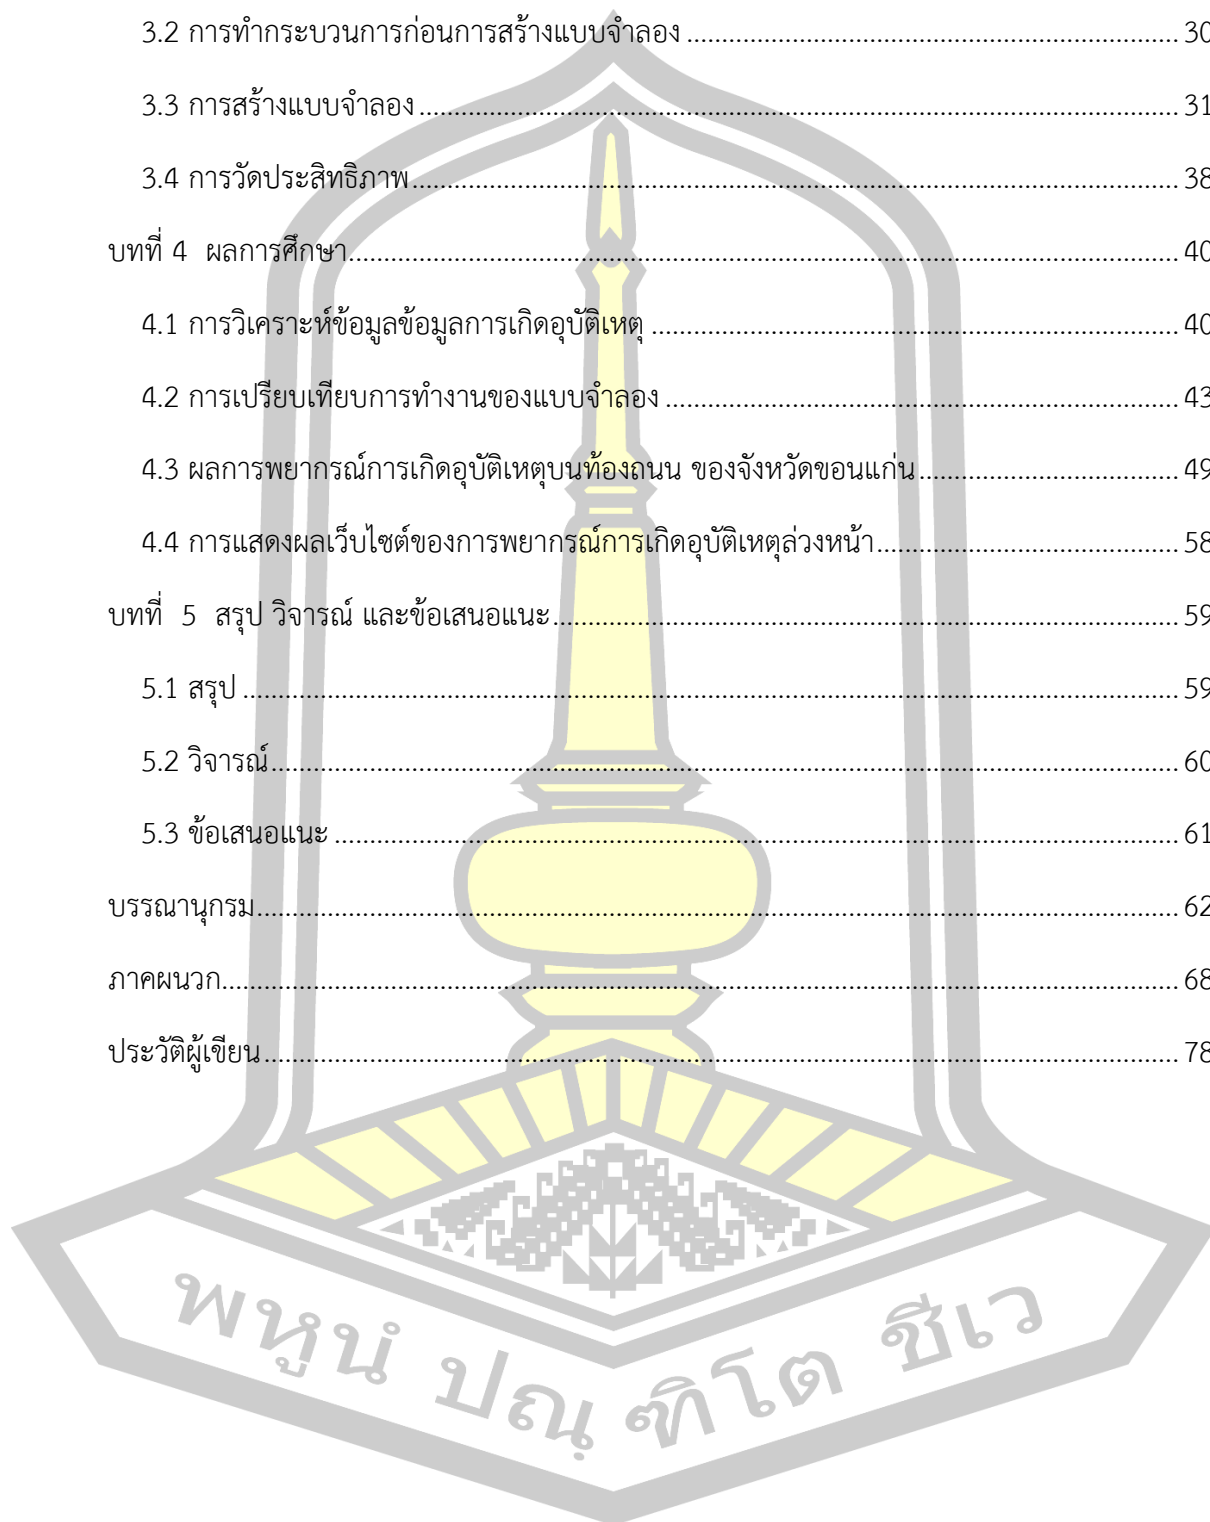 3.2 การทำกระบวนการก่อนการสร้างแบบจำลอง ........................................................ 30
3.3 การสร้างแบบจำลอง ........................................................ 31
3.4 การวัดประสิทธิภาพ ........................................................ 38
บทที่ 4 ผลการศึกษา ........................................................ 40
4.1 การวิเคราะห์ข้อมูลข้อมูลการเกิดอุบัติเหตุ ........................................................ 40
4.2 การเปรียบเทียบการทำงานของแบบจำลอง ........................................................ 43
4.3 ผลการพยากรณ์การเกิดอุบัติเหตุบนท้องถนน ของจังหวัดขอนแก่น ........................................................ 49
4.4 การแสดงผลเว็บไซต์ของการพยากรณ์การเกิดอุบัติเหตุล่วงหน้า ........................................................ 58
บทที่ 5 สรุป วิจารณ์ และข้อเสนอแนะ ........................................................ 59
5.1 สรุป ........................................................ 59
5.2 วิจารณ์ ........................................................ 60
5.3 ข้อเสนอแนะ ........................................................ 61
บรรณานุกรม ........................................................ 62
ภาคผนวก ........................................................ 68
ประวัติผู้เขียน ........................................................ 78
พหูนํ ปณฺฑิโต ชีเว